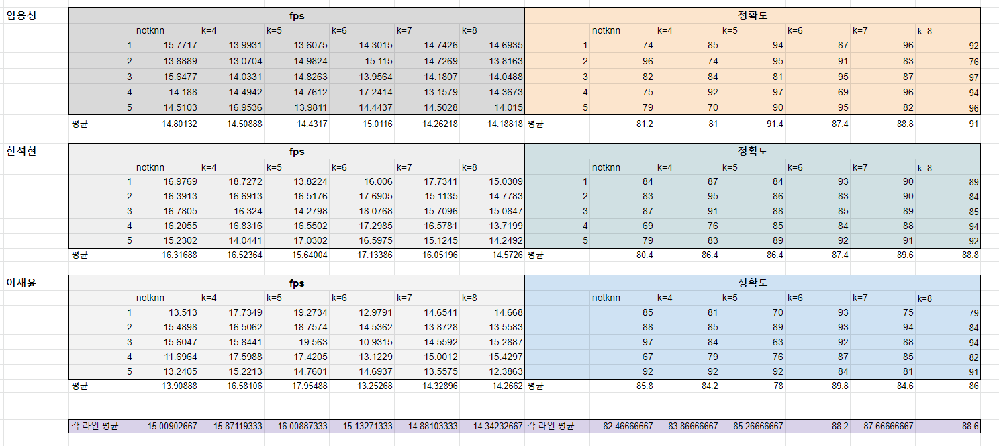 임용성 fps 정확도
notknn k=4 k=5 k=6 k=7 k=8 notknn k=4 k=5 k=6 k=7 k=8
1 15.7717 13.9931 13.6075 14.3015 14.7426 14.6935 1 74 85 94 87 96 92
2 13.8889 13.0704 14.9824 15.115 14.7269 13.8163 2 96 74 95 91 83 76
3 15.6477 14.0331 14.8263 13.9564 14.1807 14.0488 3 82 84 81 95 87 97
4 14.188 14.4942 14.7612 17.2414 13.1579 14.3673 4 75 92 97 69 96 94
5 14.5103 16.9536 13.9811 14.4437 14.5028 14.015 5 79 70 90 95 82 96
평균 14.80132 14.50888 14.4317 15.0116 14.26218 14.18818 평균 81.2 81 91.4 87.4 88.8 91
한석현 fps 정확도
notknn k=4 k=5 k=6 k=7 k=8 notknn k=4 k=5 k=6 k=7 k=8
1 16.9769 18.7272 13.8224 16.006 17.7341 15.0309 1 84 87 84 93 90 89
2 16.3913 16.6913 16.5176 17.6905 15.1135 14.7783 2 83 95 86 83 90 84
3 16.7805 16.324 14.2798 18.0768 15.7096 15.0847 3 87 91 88 85 89 85
4 16.2055 16.8316 16.5502 17.2985 16.5781 13.7199 4 69 76 85 84 88 94
5 15.2302 14.0441 17.0302 16.5975 15.1245 14.2492 5 79 83 89 92 91 92
평균 16.31688 16.52364 15.64004 17.13386 16.05196 14.5726 평균 80.4 86.4 86.4 87.4 89.6 88.8
이재윤 fps 정확도
notknn k=4 k=5 k=6 k=7 k=8 notknn k=4 k=5 k=6 k=7 k=8
1 13.513 17.7349 19.2734 12.9791 14.6541 14.668 85 81 70 93 75 79
2 15.4898 16.5062 18.7574 14.5362 13.8728 13.5583 88 85 89 93 94 84
3 15.6047 15.8441 19.563 10.9315 14.5592 15.2887 97 84 63 92 88 94
4 11.6964 17.5988 17.4205 13.1229 15.0012 15.4297 67 79 76 87 85 82
5 13.2405 15.2213 14.7601 14.6937 13.5575 12.3863 92 92 92 84 81 91
평균 13.90888 16.58106 17.95488 13.25268 14.32896 14.2662 평균 85.8 84.2 78 89.8 84.6 86
각 라인 평균 15.00902667 15.87119333 16.00887333 15.13271333 14.88103333 14.34232667 각 라인 평균 82.46666667 83.86666667 85.26666667 88.2 87.66666667 88.6